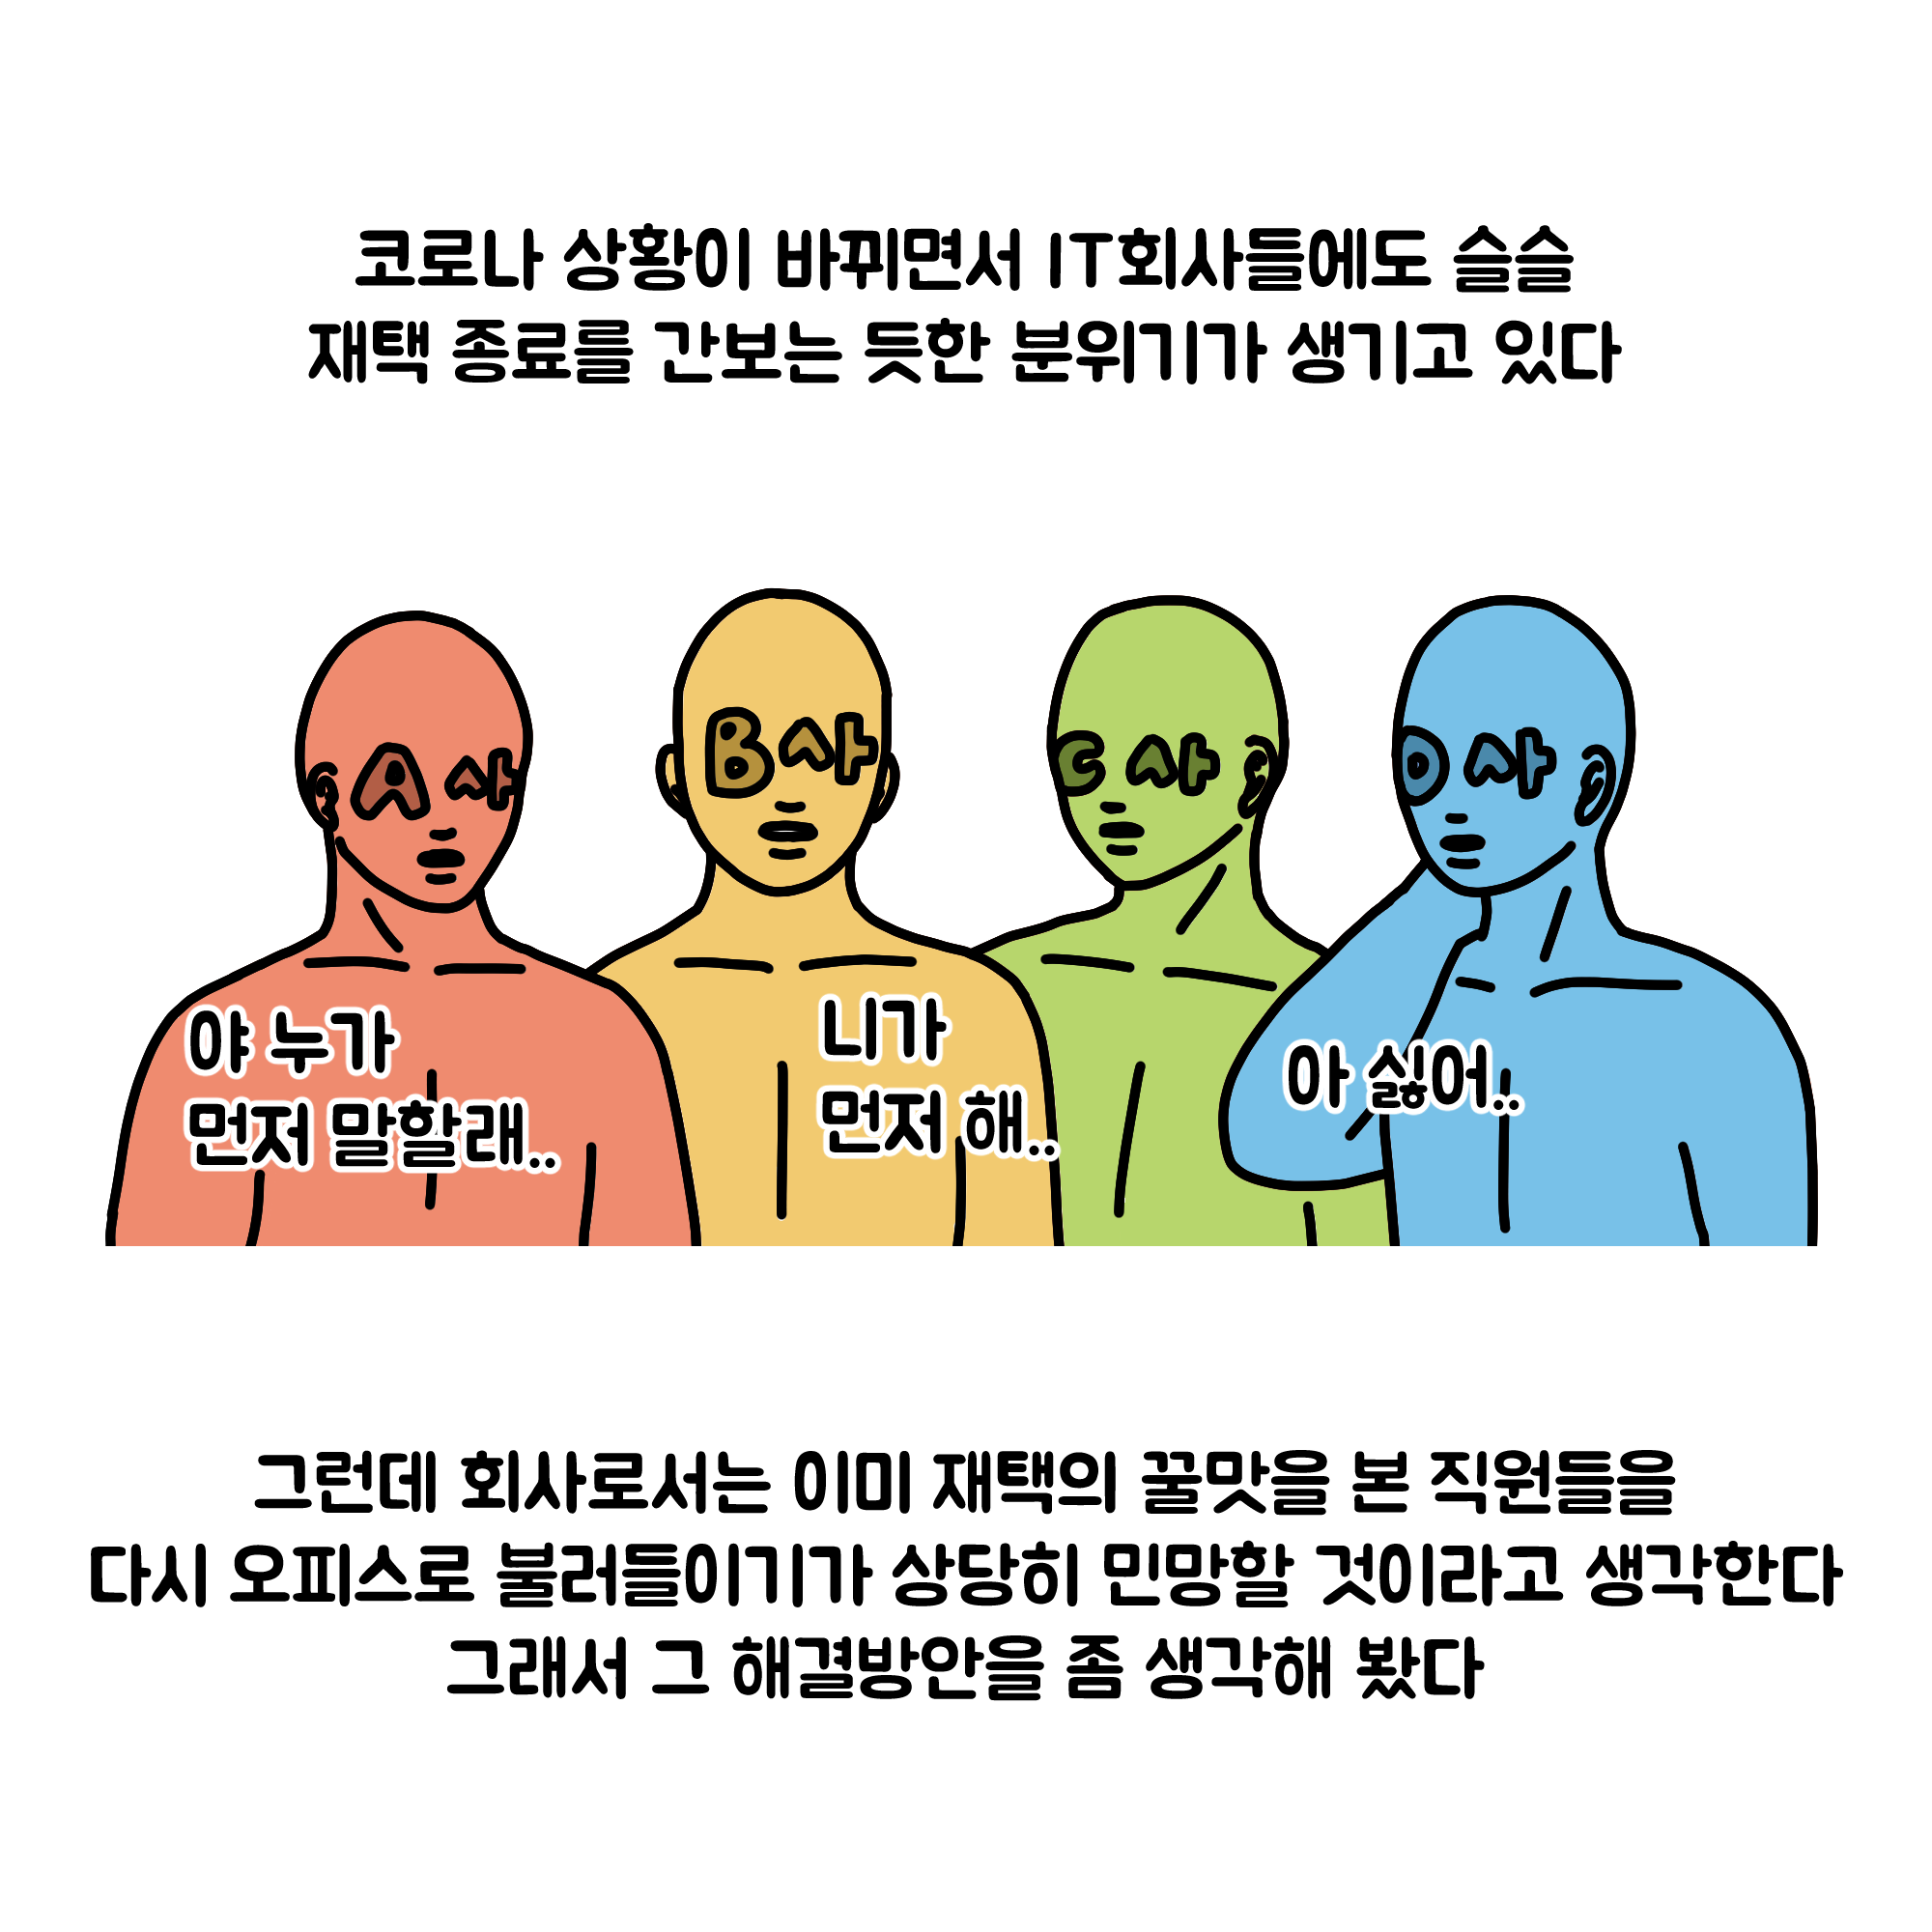 코로나 상황이 바뀌면서 IT회사들에도 슬슬
재택 종료를 간보는 듯한 분위기가 생기고 있다
A사
B사
C사
D사
야 누가
먼저 말할래..
니가
먼저 해..
아 싫어..
그런데 회사로서는 이미 재택의 꿀맛을 본 직원들을
다시 오피스로 불러들이기가 상당히 민망할 것이라고 생각한다
그래서 그 해결방안을 좀 생각해 봤다